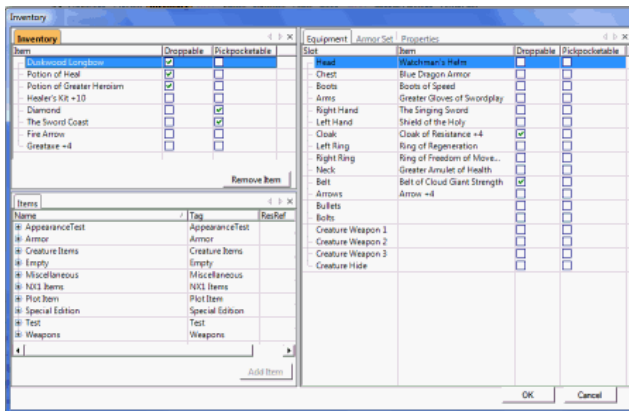 Inventory
Inventory
Item Droppable Pickpocketable
Duskwood Longbow
Potion of Heal
Potion of Greater Heroism
Healer's Kit +10
Diamond
The Sword Coast
Fire Arrow
Greataxe +4
Remove Item
Items
Name / Tag ResRef
AppearanceTest AppearanceTest
Armor Armor
Creature Items Creature Items
Empty Empty
Miscellaneous Miscellaneous
NX1 Items NX1 Items
Plot Item Plot Item
Special Edition Special Edition
Test Test
Weapons Weapons
Add Item
Equipment Armor Set Properties
Slot Item Droppable Pickpocketable
Head Watchman's Helm
Chest Blue Dragon Armor
Boots Boots of Speed
Arms Greater Gloves of Swordplay
Right Hand The Singing Sword
Left Hand Shield of the Holy
Cloak Cloak of Resistance +4
Left Ring Ring of Regeneration
Right Ring Ring of Freedom of Move...
Neck Greater Amulet of Health
Belt Belt of Cloud Giant Strength
Arrows Arrow +4
Bullets
Bolts
Creature Weapon 1
Creature Weapon 2
Creature Weapon 3
Creature Hide
OK Cancel